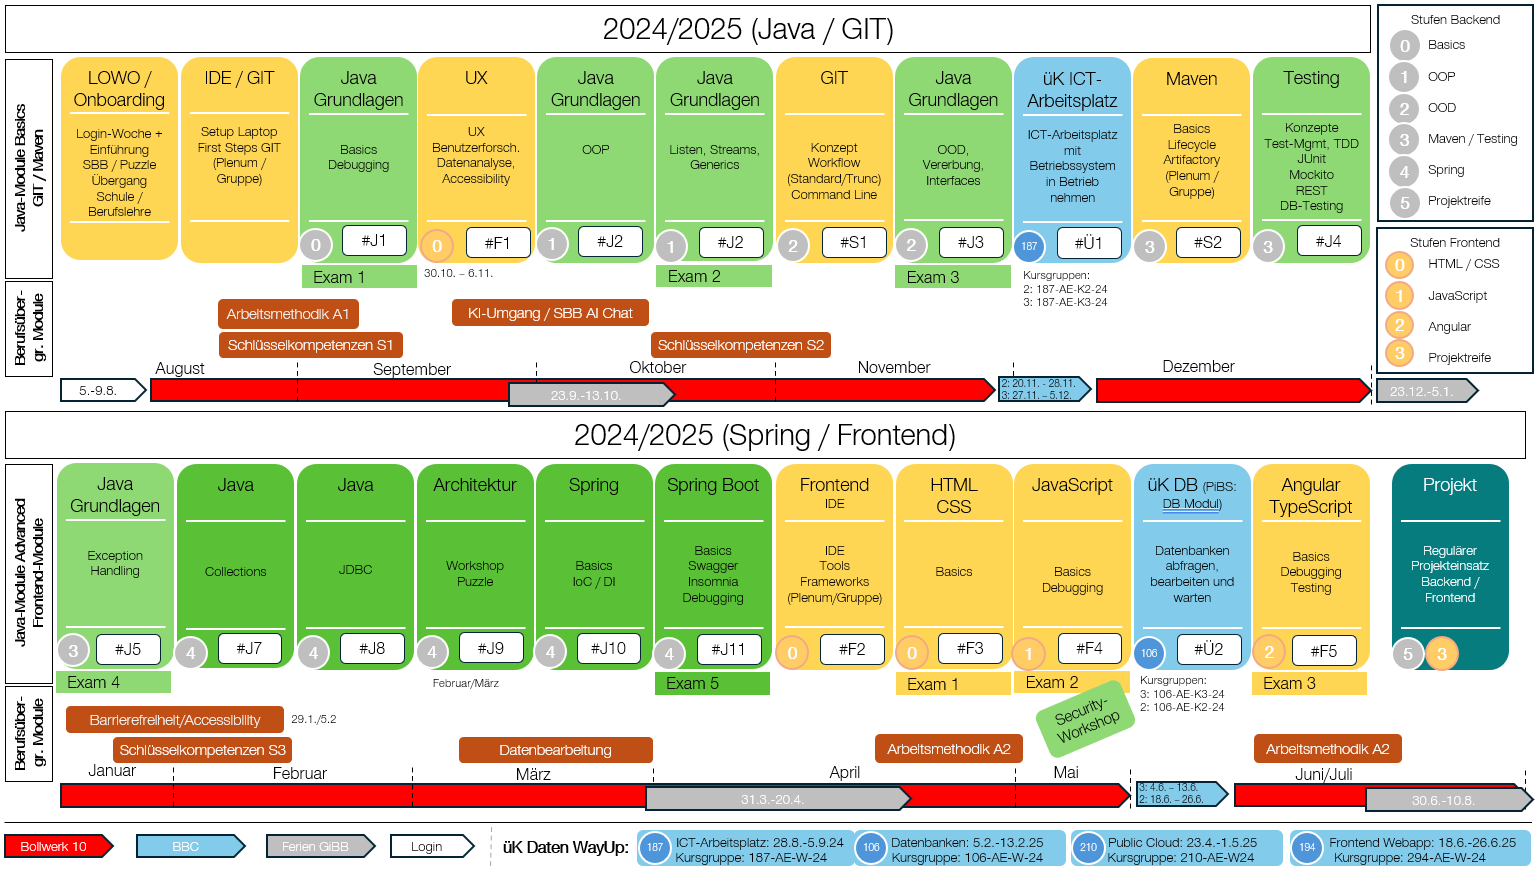 2024/2025 (Java / GIT)
Java-Module Basics
GIT / Maven
LOWO /
Onboarding
Login-Woche +
Einführung
SBB / Puzzle
Übergang
Schule /
Berufslehre
IDE / GIT
Setup Laptop
First Steps GIT
(Plenum /
Gruppe)
Java
Grundlagen
Basics
Debugging
0
#J1
Exam 1
UX
UX
Benutzerforsch.
Datenanalyse,
Accessibility
0
#F1
30.10. – 6.11.
Java
Grundlagen
OOP
1
#J2
Java
Grundlagen
Listen, Streams,
Generics
1
#J2
Exam 2
GIT
Konzept
Workflow
(Standard/Trunc)
Command Line
2
#S1
Java
Grundlagen
OOD,
Vererbung,
Interfaces
2
#J3
Exam 3
üK ICT-
Arbeitsplatz
ICT-Arbeitsplatz
mit
Betriebssystem
in Betrieb
nehmen
187
#Ü1
Kursgruppen:
2: 187-AE-K2-24
3: 187-AE-K3-24
Maven
Basics
Lifecycle
Artifactory
(Plenum /
Gruppe)
3
#S2
Testing
Konzepte
Test-Mgmt, TDD
JUnit
Mockito
REST
DB-Testing
3
#J4
Stufen Backend
0 Basics
1 OOP
2 OOD
3 Maven / Testing
4 Spring
5 Projektreife
Stufen Frontend
0 HTML / CSS
1 JavaScript
2 Angular
3 Projektreife
Berufsüber-
gr. Module
Arbeitsmethodik A1
Schlüsselkompetenzen S1
KI-Umgang / SBB AI Chat
Schlüsselkompetenzen S2
August
September
Oktober
November
Dezember
5.-9.8.
23.9.-13.10.
2: 20.11. - 28.11.
3: 27.11. – 5.12.
23.12.-5.1.
2024/2025 (Spring / Frontend)
Java-Module Advanced
Frontend-Module
Java
Grundlagen
Exception
Handling
3
#J5
Exam 4
Java
Collections
4
#J7
Java
JDBC
4
#J8
Architektur
Workshop
Puzzle
4
#J9
Februar/März
Spring
Basics
IoC / DI
4
#J10
Spring Boot
Basics
Swagger
Insomnia
Debugging
4
#J11
Exam 5
Frontend
IDE
IDE
Tools
Frameworks
(Plenum/Gruppe)
0
#F2
HTML
CSS
Basics
0
#F3
Exam 1
JavaScript
Basics
Debugging
1
#F4
Exam 2
Security-
Workshop
üK DB (PiBS:
DB Modul)
Datenbanken
abfragen,
bearbeiten und
warten
106
#Ü2
Kursgruppen:
3: 106-AE-K3-24
2: 106-AE-K2-24
Angular
TypeScript
Basics
Debugging
Testing
2
#F5
Exam 3
Projekt
Regulärer
Projekteinsatz
Backend /
Frontend
5
3
Berufsüber-
gr. Module
Barrierefreiheit/Accessibility
29.1./5.2
Schlüsselkompetenzen S3
Datenbearbeitung
Arbeitsmethodik A2
Arbeitsmethodik A2
Januar
Februar
März
April
Mai
Juni/Juli
31.3.-20.4.
3: 4.6. – 13.6.
2: 18.6. – 26.6.
30.6.-10.8.
Bollwerk 10
BBC
Ferien GiBB
Login
üK Daten WayUp:
187
ICT-Arbeitsplatz: 28.8.-5.9.24
Kursgruppe: 187-AE-W-24
106
Datenbanken: 5.2.-13.2.25
Kursgruppe: 106-AE-W-24
210
Public Cloud: 23.4.-1.5.25
Kursgruppe: 210-AE-W24
194
Frontend Webapp: 18.6.-26.6.25
Kursgruppe: 294-AE-W-24